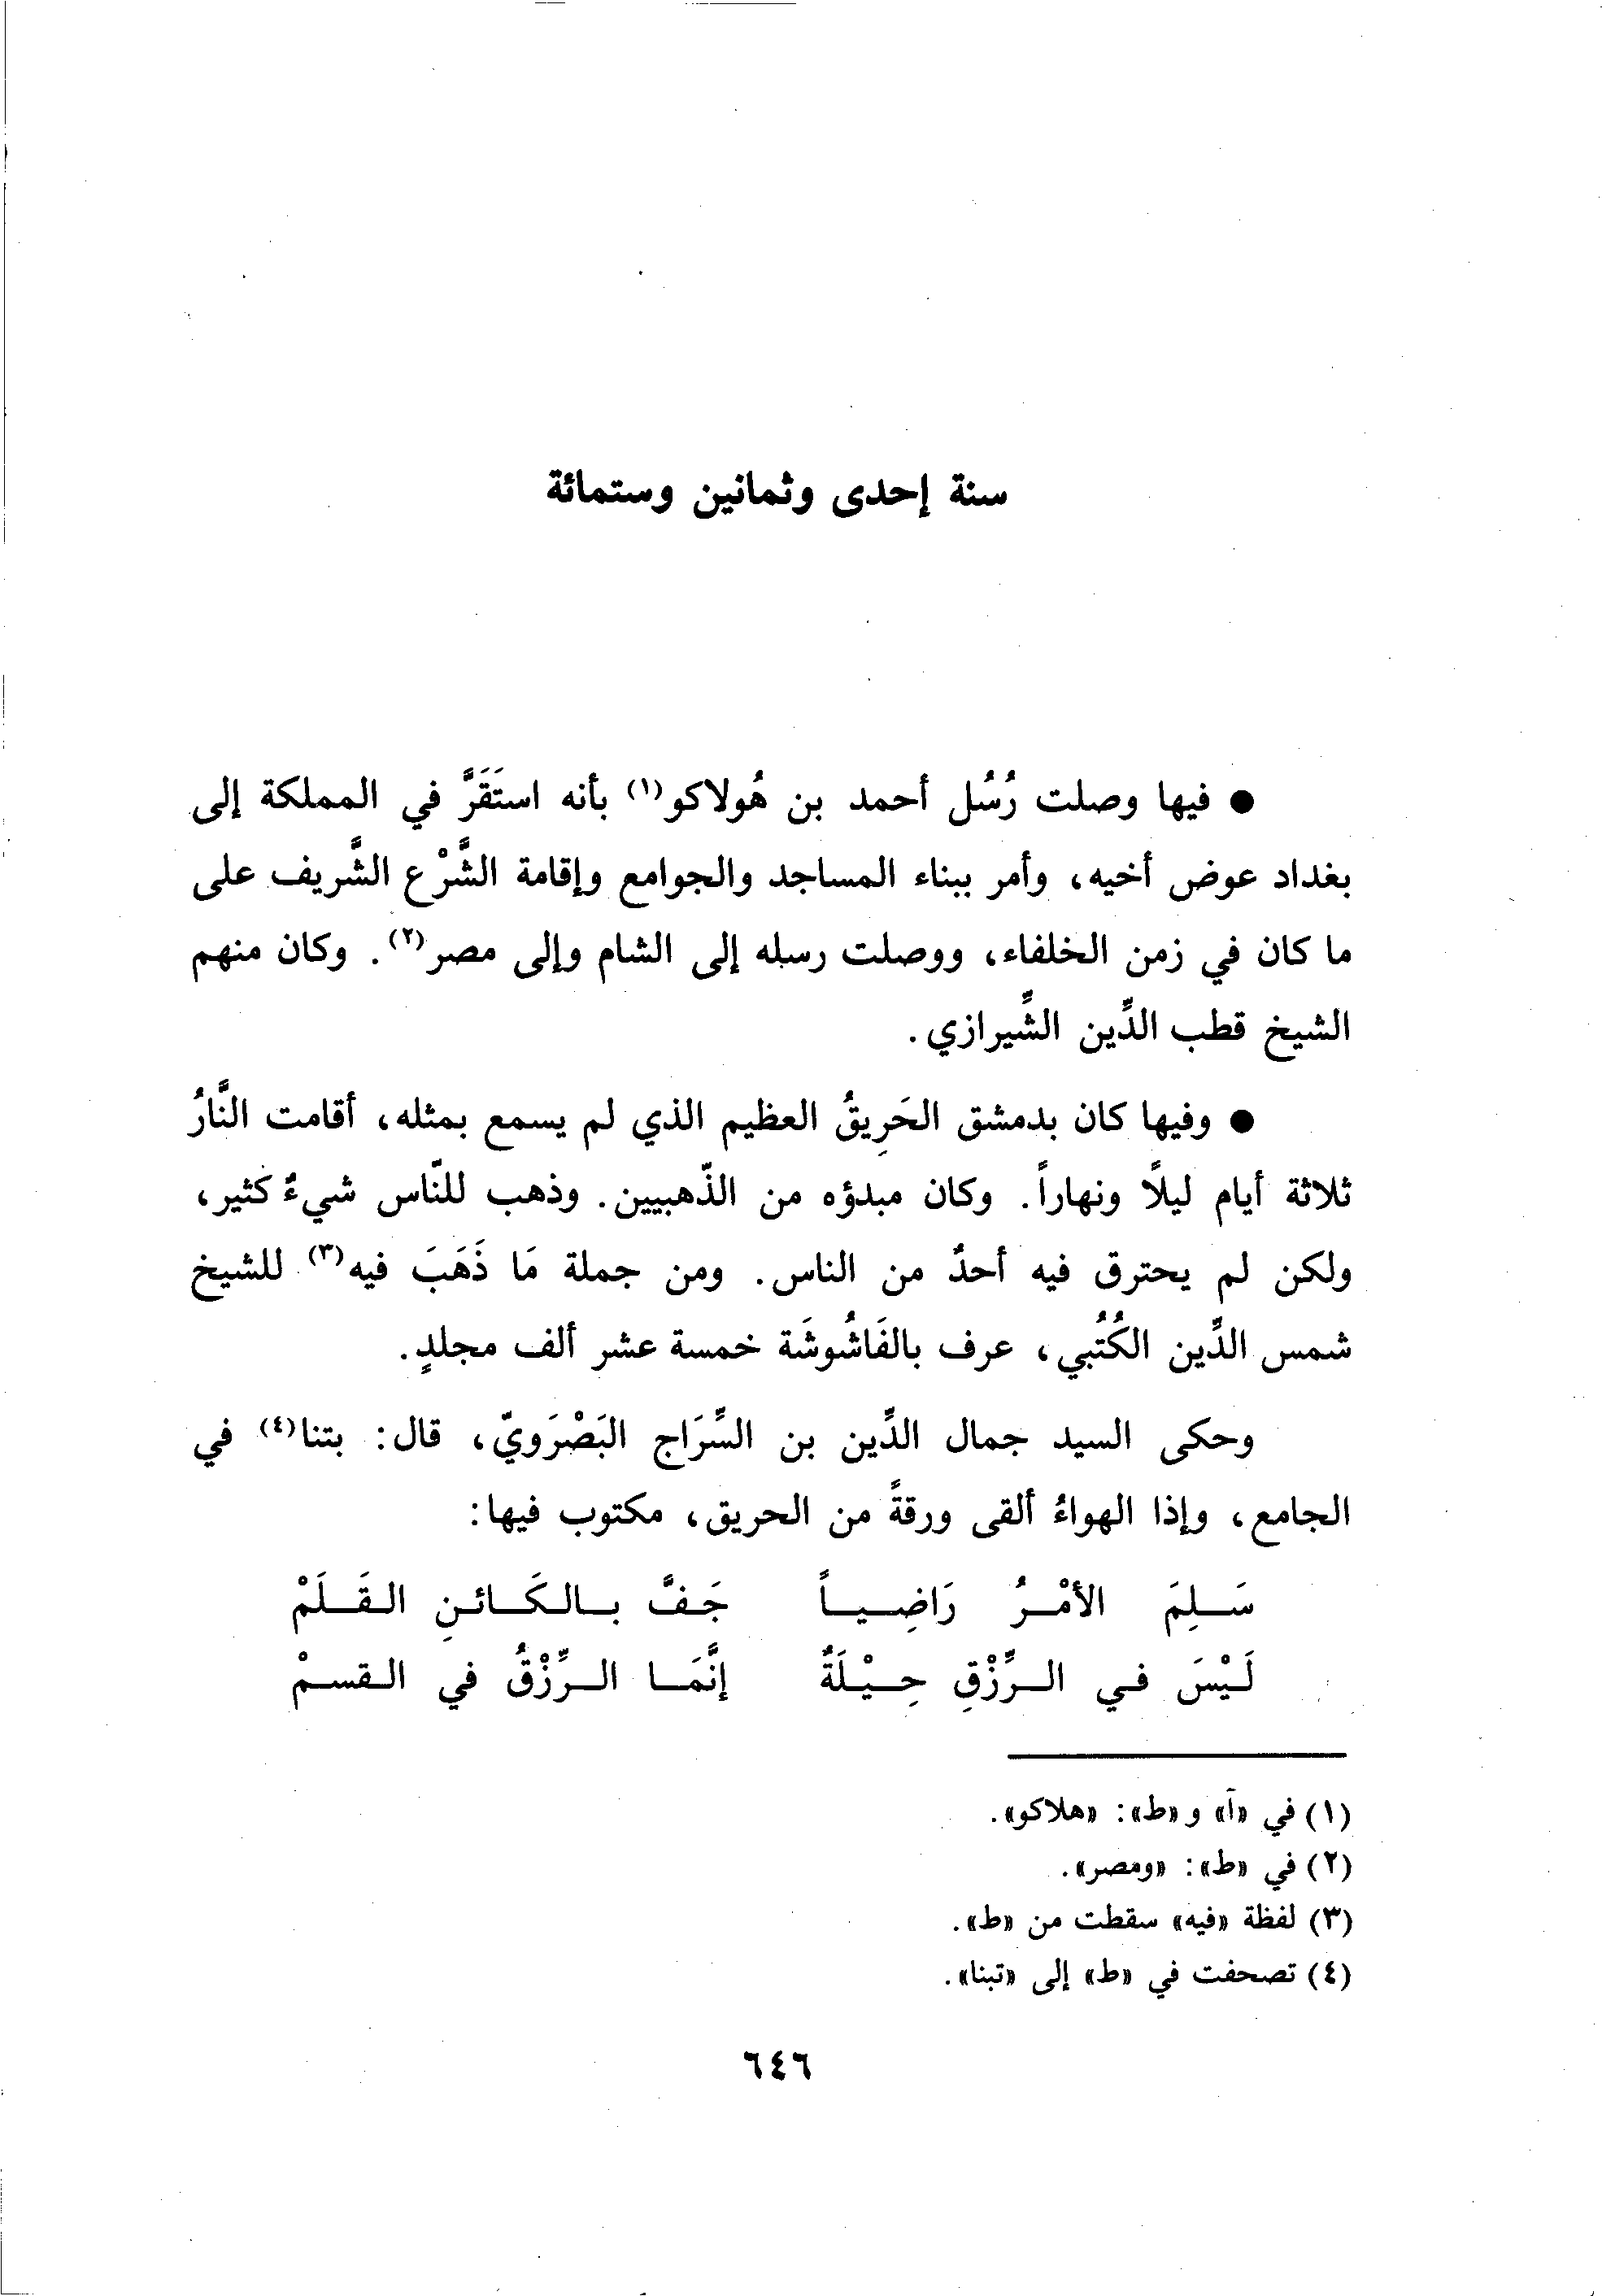 سنة إحدى وثمانين وستمائة
● فيها وصلت رُسُل أحمد بن هُولاكو(١) بأنه استَقَرَّ في المملكة إلى
بغداد عوض أخيه، وأمر ببناء المساجد والجوامع وإقامة الشَّرْع الشَّريف على
ما كان في زمن الخلفاء، ووصلت رسله إلى الشام وإلى مصر(٢). وكان منهم
الشيخ قطب الدِّين الشِّيرازي.
● وفيها كان بدمشق الحَرِيقُ العظيم الذي لم يسمع بمثله، أقامت النَّارُ
ثلاثة أيام ليلًا ونهاراً. وكان مبدؤه من الذّهبيين. وذهب للنّاس شيءٌ كثير،
ولكن لم يحترق فيه أحدٌ من الناس. ومن جملة مَا ذَهَبَ فيه(٣) للشيخ
شمس الدِّين الكُتُبي، عرف بالفَاشُوشَة خمسة عشر ألف مجلدٍ.
وحكى السيد جمال الدِّين بن السِّرَاج البَصْرَويّ، قال: بتنا(٤) في
الجامع، وإذا الهواءُ ألقى ورقةً من الحريق، مكتوب فيها:
سَلِمَ الأمْرُ رَاضِياً جَفَّ بالكَائنِ القَلَمْ
لَيْسَ في الرِّزْقِ حِيْلَةٌ إنَّمَا الرِّزْقُ في القسمْ
(١) في «آ» و «ط»: «هلاكو».
(٢) في «ط»: «ومصر».
(٣) لفظة «فيه» سقطت من «ط».
(٤) تصحفت في «ط» إلى «تبنا».
٦٤٦